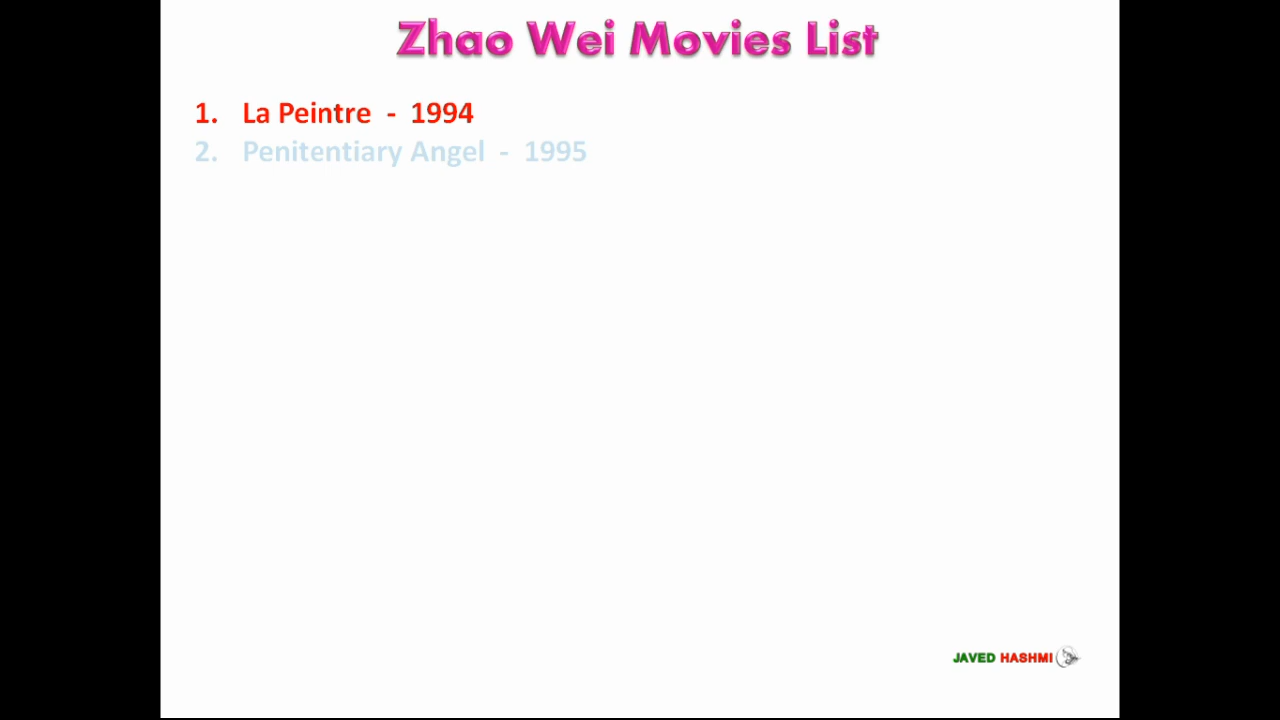 Zhao Wei Movies List
1. La Peintre - 1994
2. Penitentiary Angel - 1995
JAVED HASHMI